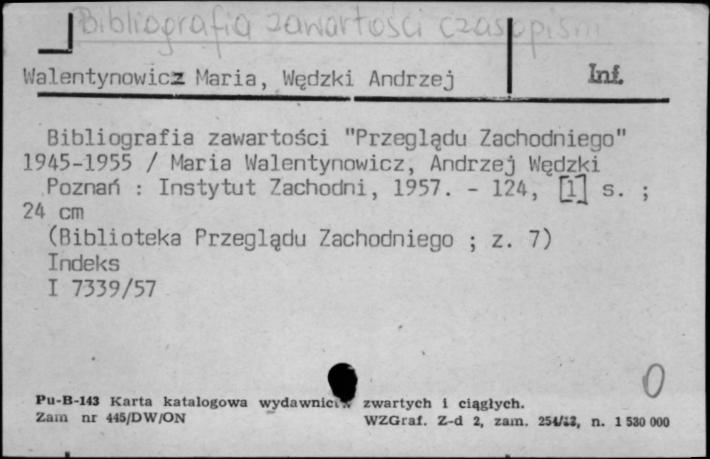 Bibliografia zawartości czasopism
Walentynowicz Maria, Wędzki Andrzej
Inf.
Bibliografia zawartości "Przeglądu Zachodniego"
1945-1955 / Maria Walentynowicz, Andrzej Wędzki
Poznań : Instytut Zachodni, 1957. - 124, [1] s. ;
24 cm
(Biblioteka Przeglądu Zachodniego ; z. 7)
Indeks
I 7339/57
0
Pu-B-143 Karta katalogowa wydawnictw zwartych i ciągłych.
Zam nr 445/DW/ON
WZGraf. Z-d 2, zam. n. 1 530 000